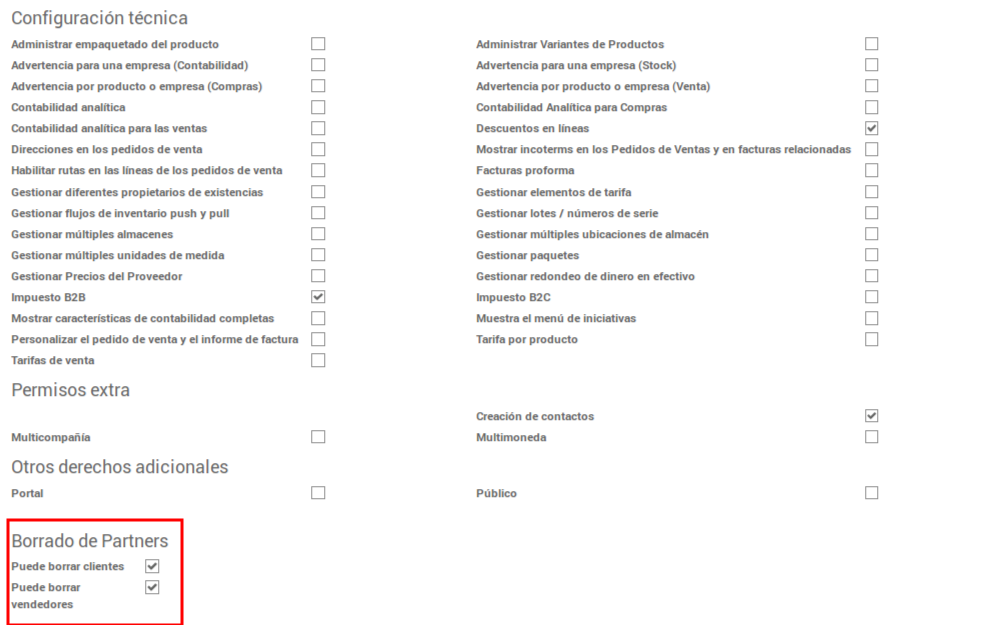 Configuración técnica
Administrar empaquetado del producto
Administrar Variantes de Productos
Advertencia para una empresa (Contabilidad)
Advertencia para una empresa (Stock)
Advertencia por producto o empresa (Compras)
Advertencia por producto o empresa (Venta)
Contabilidad analítica
Contabilidad Analítica para Compras
Contabilidad analítica para las ventas
Descuentos en líneas
Direcciones en los pedidos de venta
Mostrar incoterms en los Pedidos de Ventas y en facturas relacionadas
Habilitar rutas en las líneas de los pedidos de venta
Facturas proforma
Gestionar diferentes propietarios de existencias
Gestionar elementos de tarifa
Gestionar flujos de inventario push y pull
Gestionar lotes / números de serie
Gestionar múltiples almacenes
Gestionar múltiples ubicaciones de almacén
Gestionar múltiples unidades de medida
Gestionar paquetes
Gestionar Precios del Proveedor
Gestionar redondeo de dinero en efectivo
Impuesto B2B
Impuesto B2C
Mostrar características de contabilidad completas
Muestra el menú de iniciativas
Personalizar el pedido de venta y el informe de factura
Tarifa por producto
Tarifas de venta
Permisos extra
Creación de contactos
Multicompañía
Multimoneda
Otros derechos adicionales
Portal
Público
Borrado de Partners
Puede borrar clientes
Puede borrar
vendedores